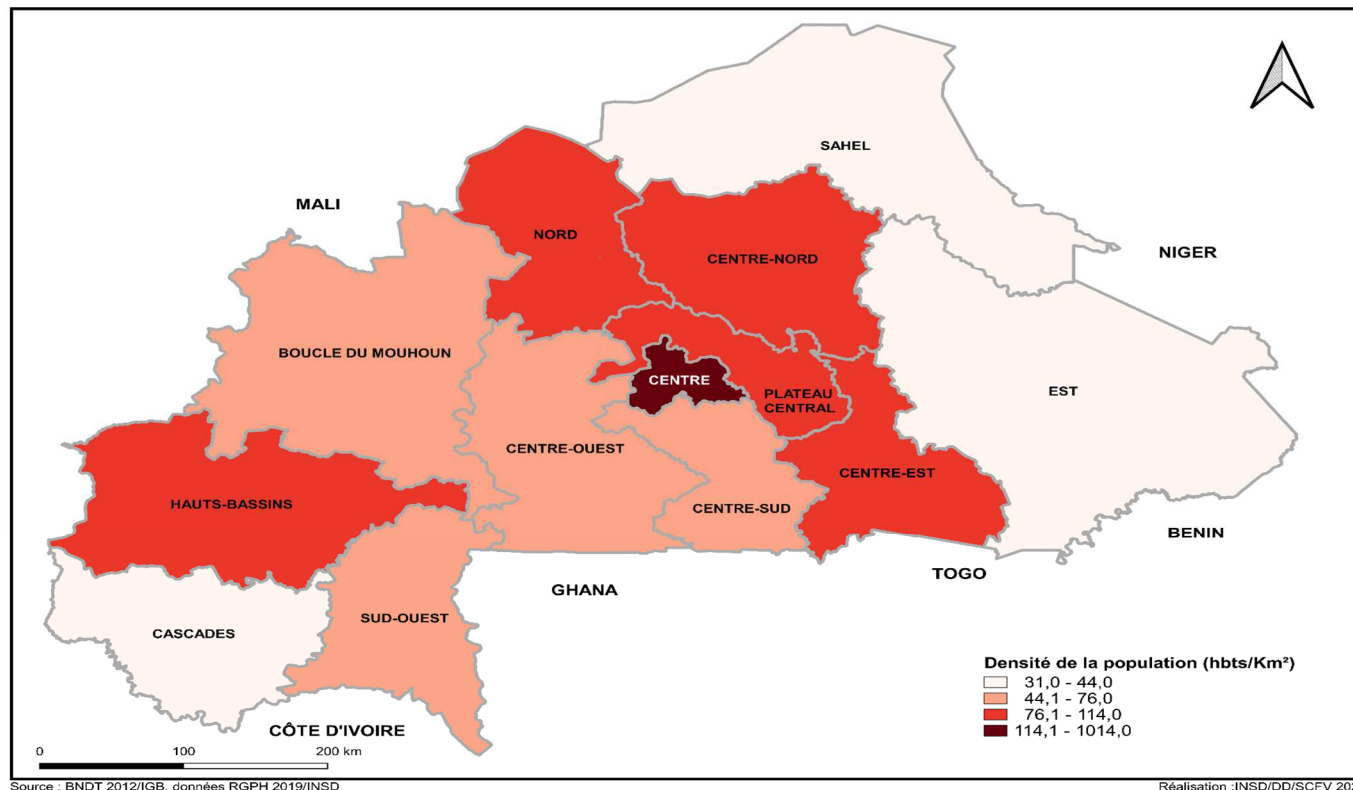 SAHEL
MALI
NORD
CENTRE-NORD
NIGER
BOUCLE DU MOUHOUN
CENTRE
PLATEAU
CENTRAL
EST
CENTRE-OUEST
CENTRE-EST
HAUTS-BASSINS
CENTRE-SUD
BENIN
TOGO
GHANA
SUD-OUEST
CASCADES
CÔTE D'IVOIRE
Densité de la population (hbts/Km²)
31,0 - 44,0
44,1 - 76,0
76,1 - 114,0
114,1 - 1014,0
0 100 200 km
Source : BNDT 2012/IGB, données RGPH 2019/INSD
Réalisation :INSD/DD/SCFV